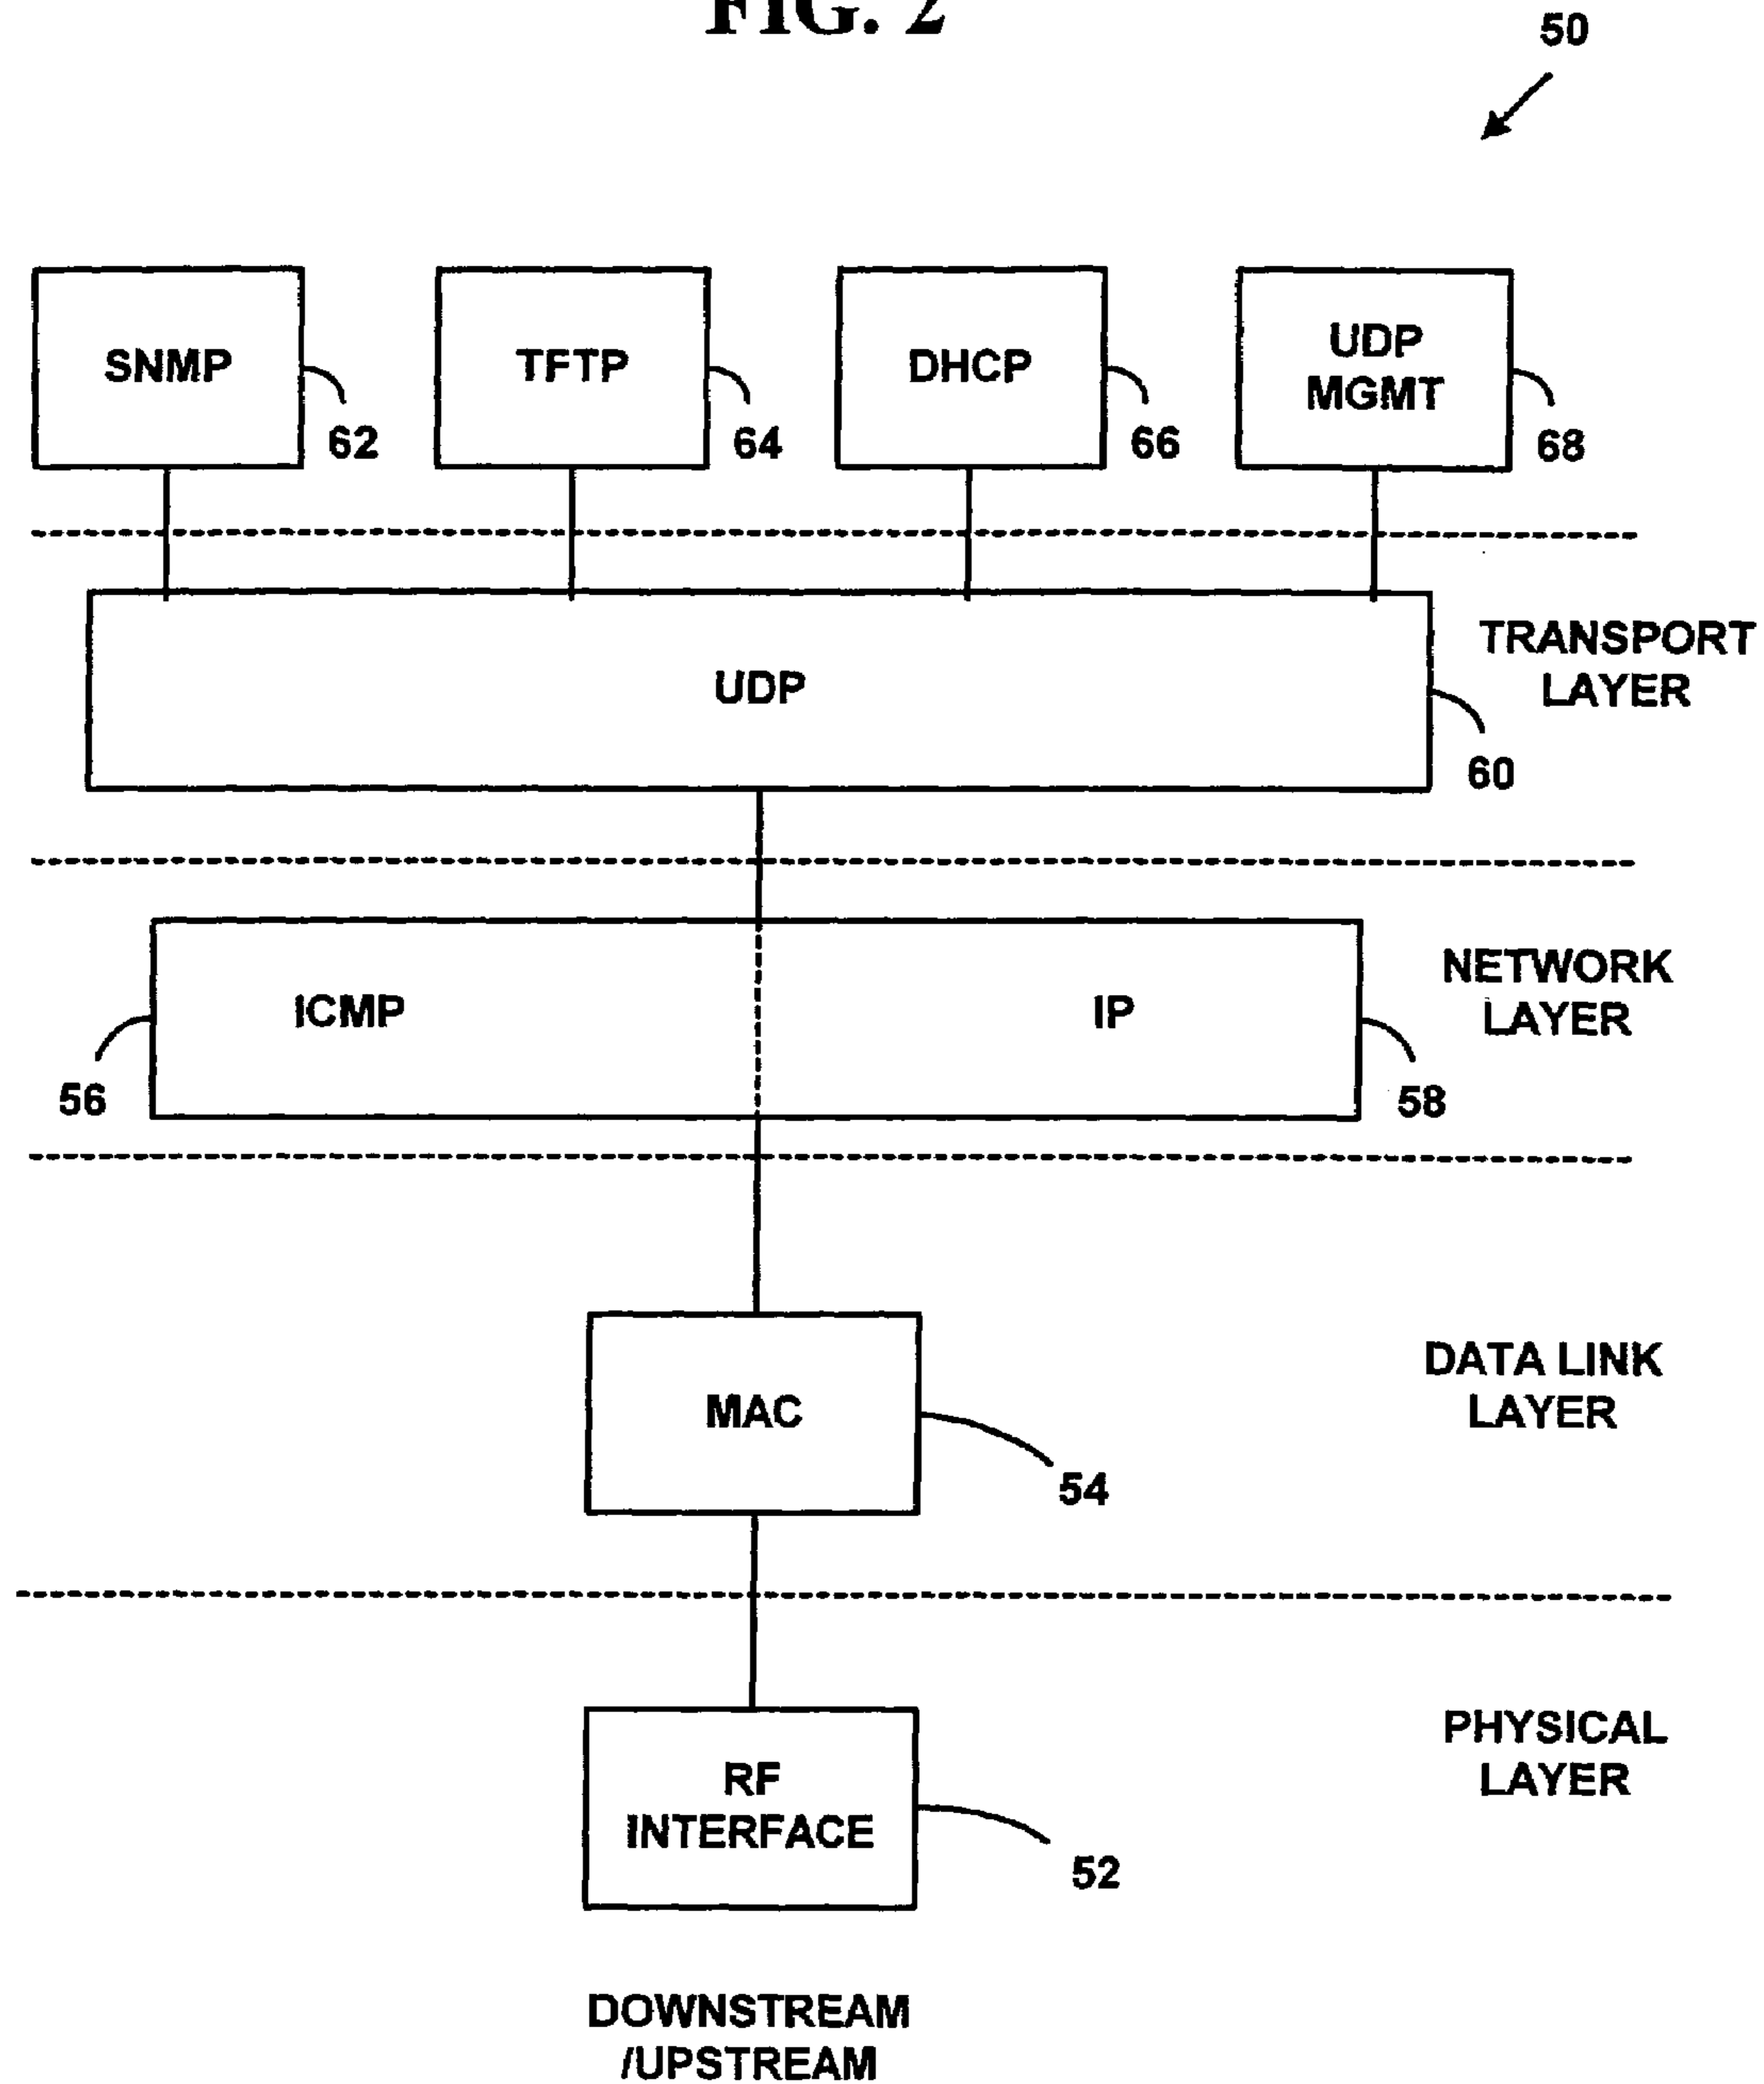 FIG. 2
50
SNMP
62
TFTP
64
DHCP
66
UDP
MGMT
68
UDP
60
TRANSPORT
LAYER
ICMP
56
IP
58
NETWORK
LAYER
MAC
54
DATA LINK
LAYER
RF
INTERFACE
52
PHYSICAL
LAYER
DOWNSTREAM
/UPSTREAM